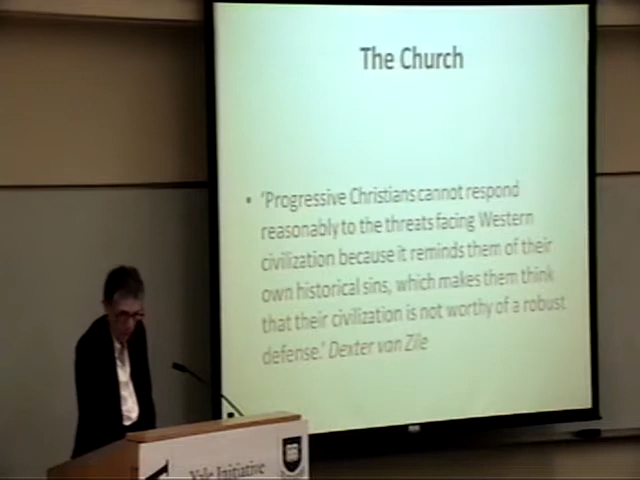 The Church
• 'Progressive Christians cannot respond
reasonably to the threats facing Western
civilization because it reminds them of their
own historical sins, which makes them think
that their civilization is not worthy of a robust
defense.' Dexter van Zile
Yale Initiative